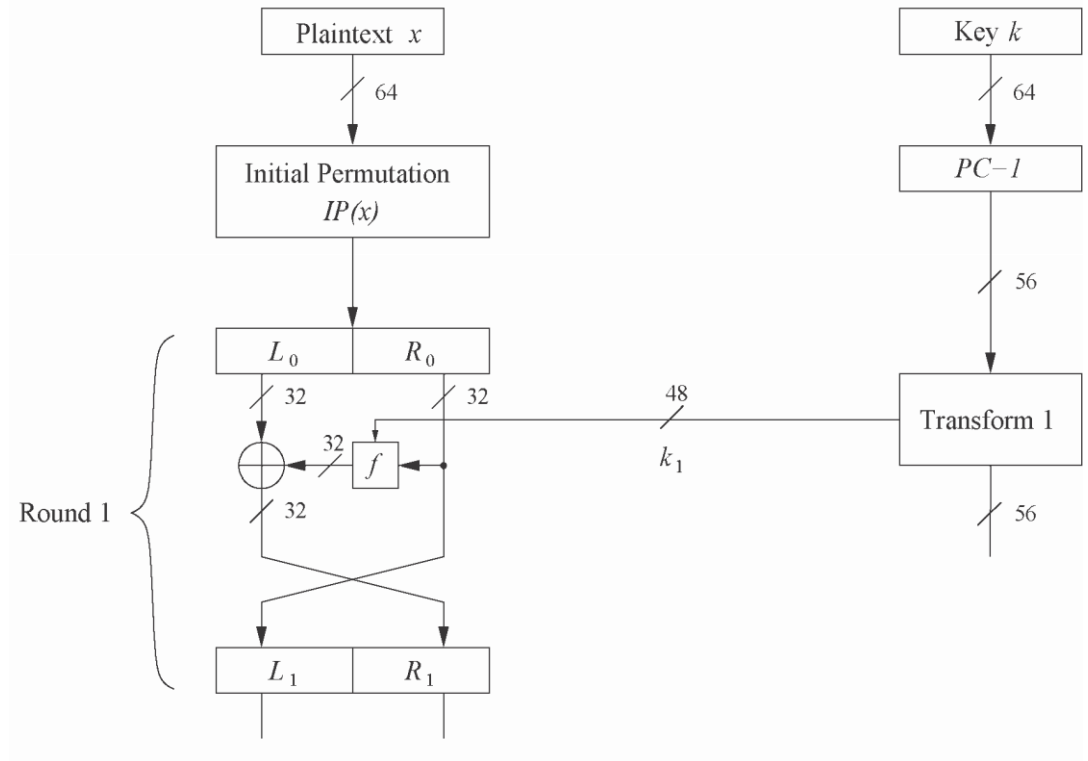 Plaintext x
Key k
64
64
Initial Permutation
IP(x)
PC−1
56
L0 R0
32
32
48
Transform 1
32
f
k1
32
Round 1
56
L1 R1